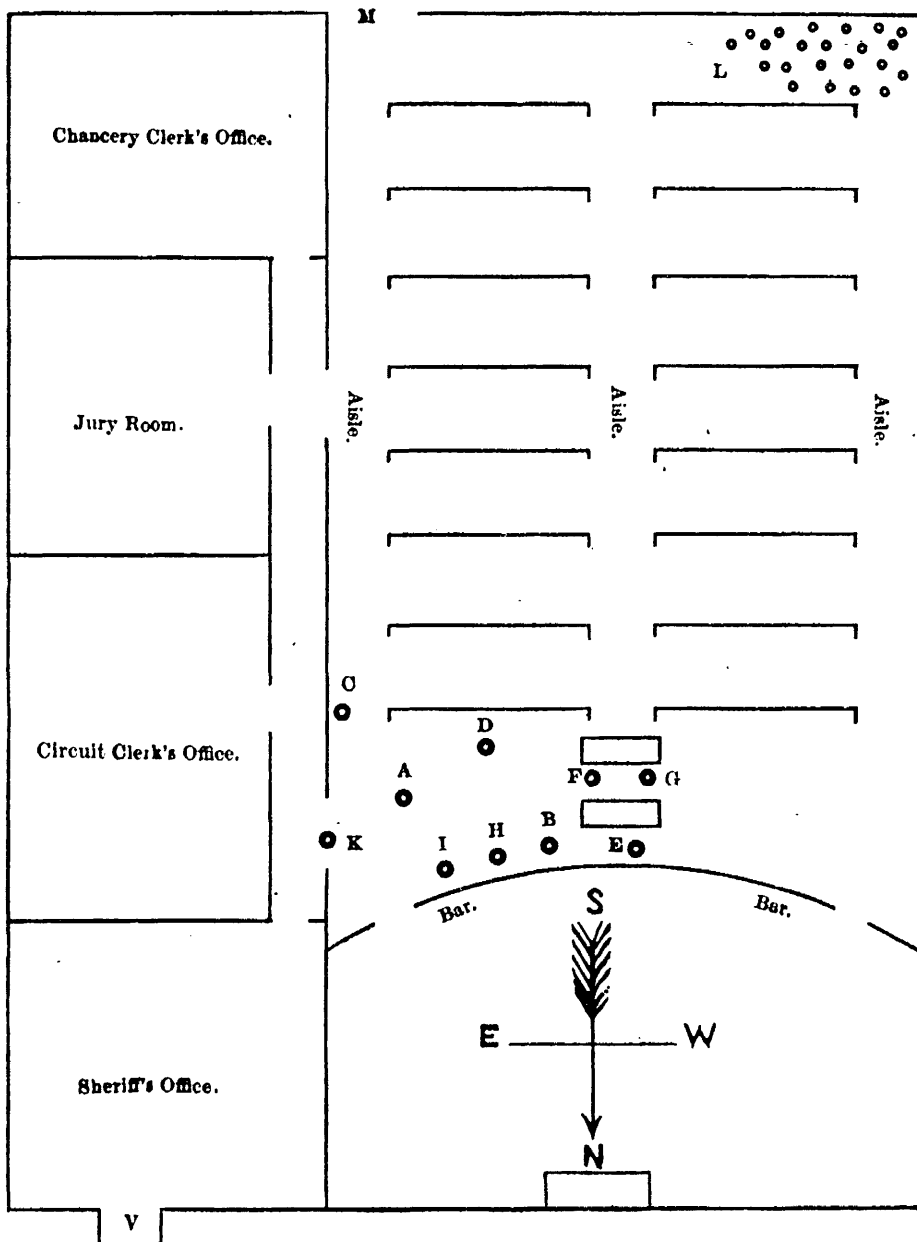 M
L
Chancery Clerk's Office.
Jury Room.
Aisle.
Aisle.
Aisle.
C
D
Circuit Clerk's Office.
A
F
G
K
I
H
B
E
Bar.
Bar.
S
E
W
Sheriff's Office.
N
V